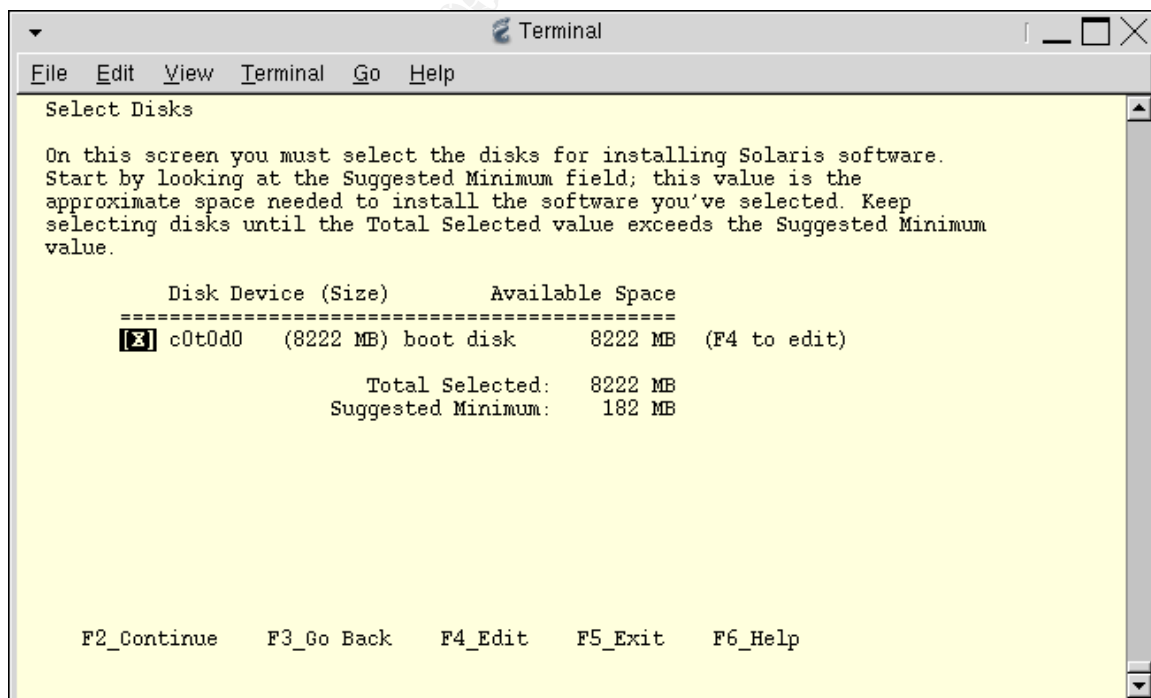 Terminal
File Edit View Terminal Go Help
Select Disks
On this screen you must select the disks for installing Solaris software.
Start by looking at the Suggested Minimum field; this value is the
approximate space needed to install the software you've selected. Keep
selecting disks until the Total Selected value exceeds the Suggested Minimum
value.
Disk Device (Size) Available Space
==============================================
[X] c0t0d0 (8222 MB) boot disk 8222 MB (F4 to edit)
Total Selected: 8222 MB
Suggested Minimum: 182 MB
F2_Continue F3_Go Back F4_Edit F5_Exit F6_Help